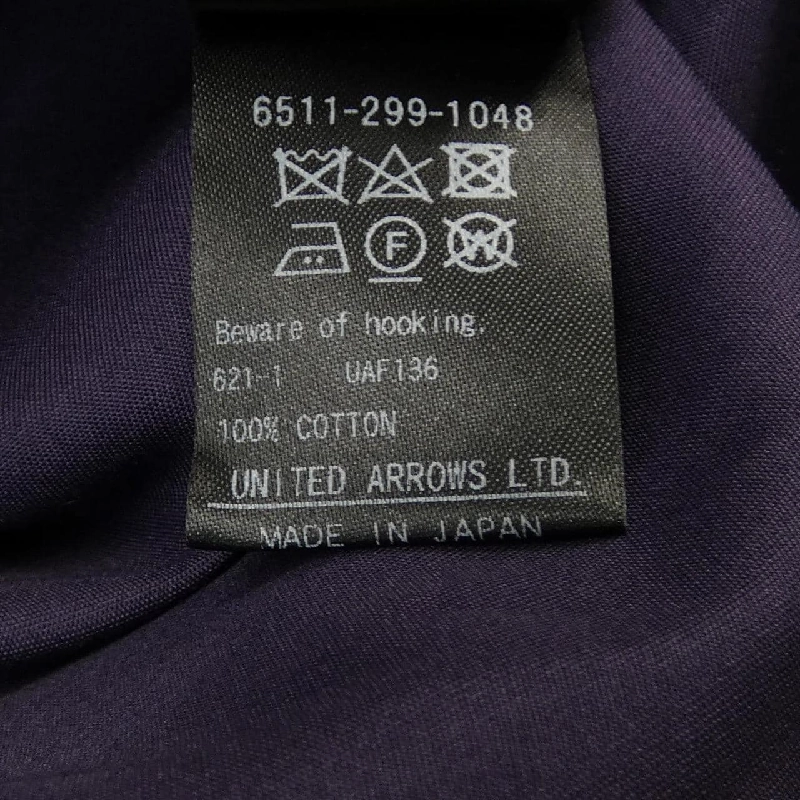 6511-299-1048
F W
Beware of hooking.
621-1 UAF136
100% COTTON
UNITED ARROWS LTD.
MADE IN JAPAN